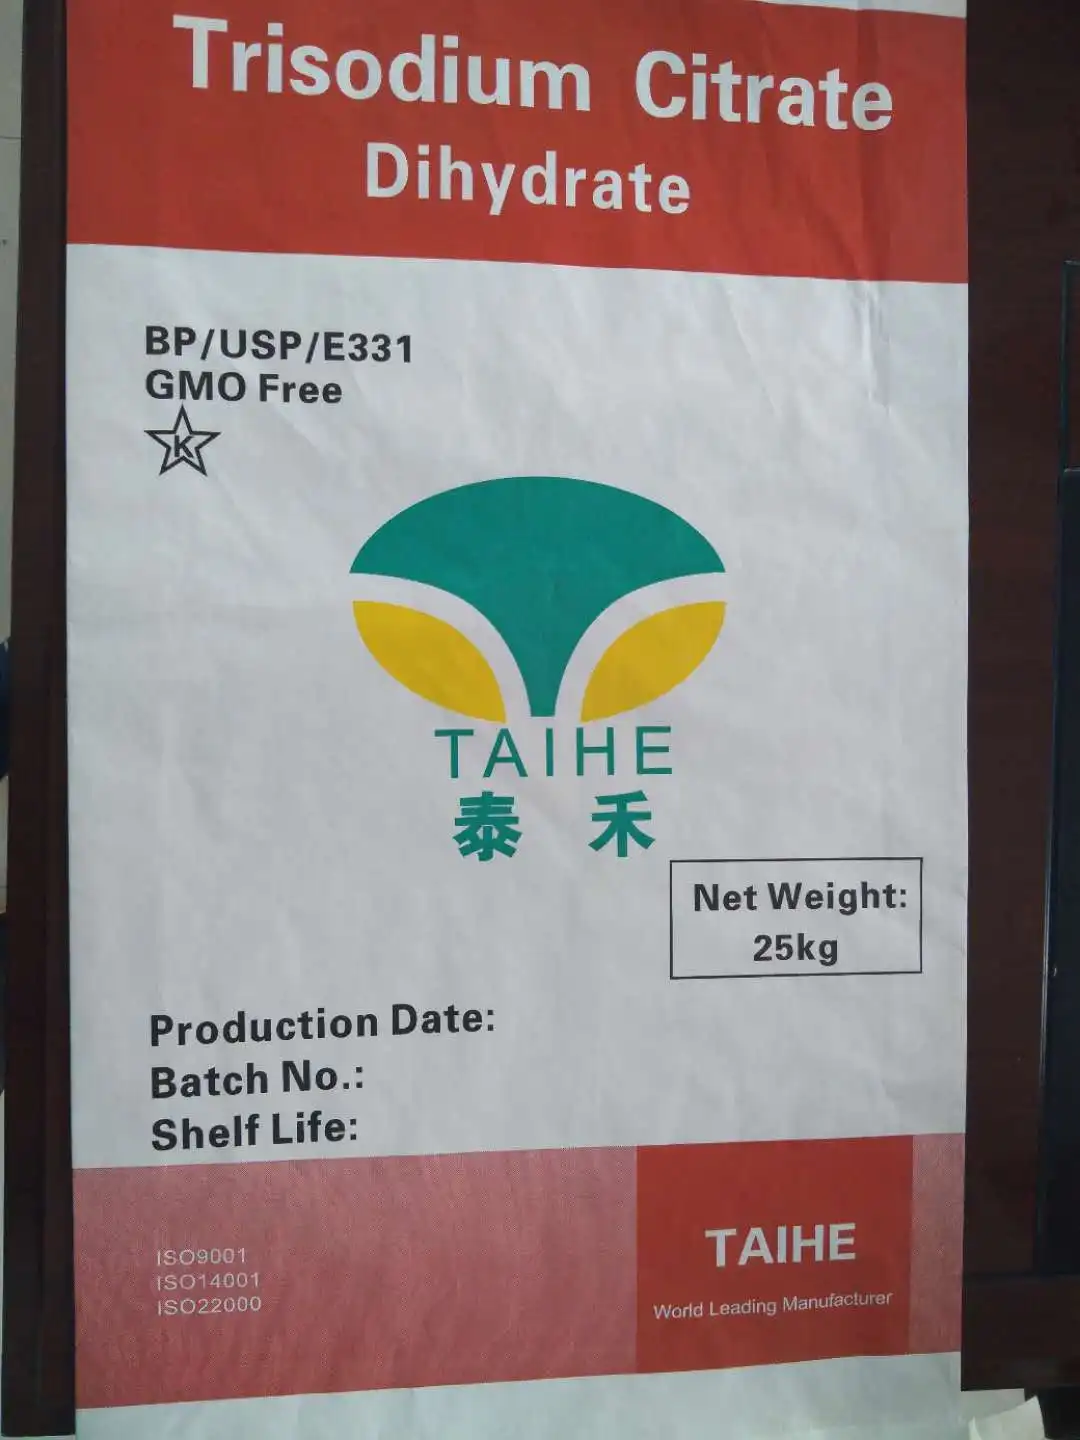 Trisodium Citrate
Dihydrate
BP/USP/E331
GMO Free
K
TAIHE
泰 禾
Net Weight:
25kg
Production Date:
Batch No.:
Shelf Life:
ISO9001
ISO14001
ISO22000
TAIHE
World Leading Manufacturer